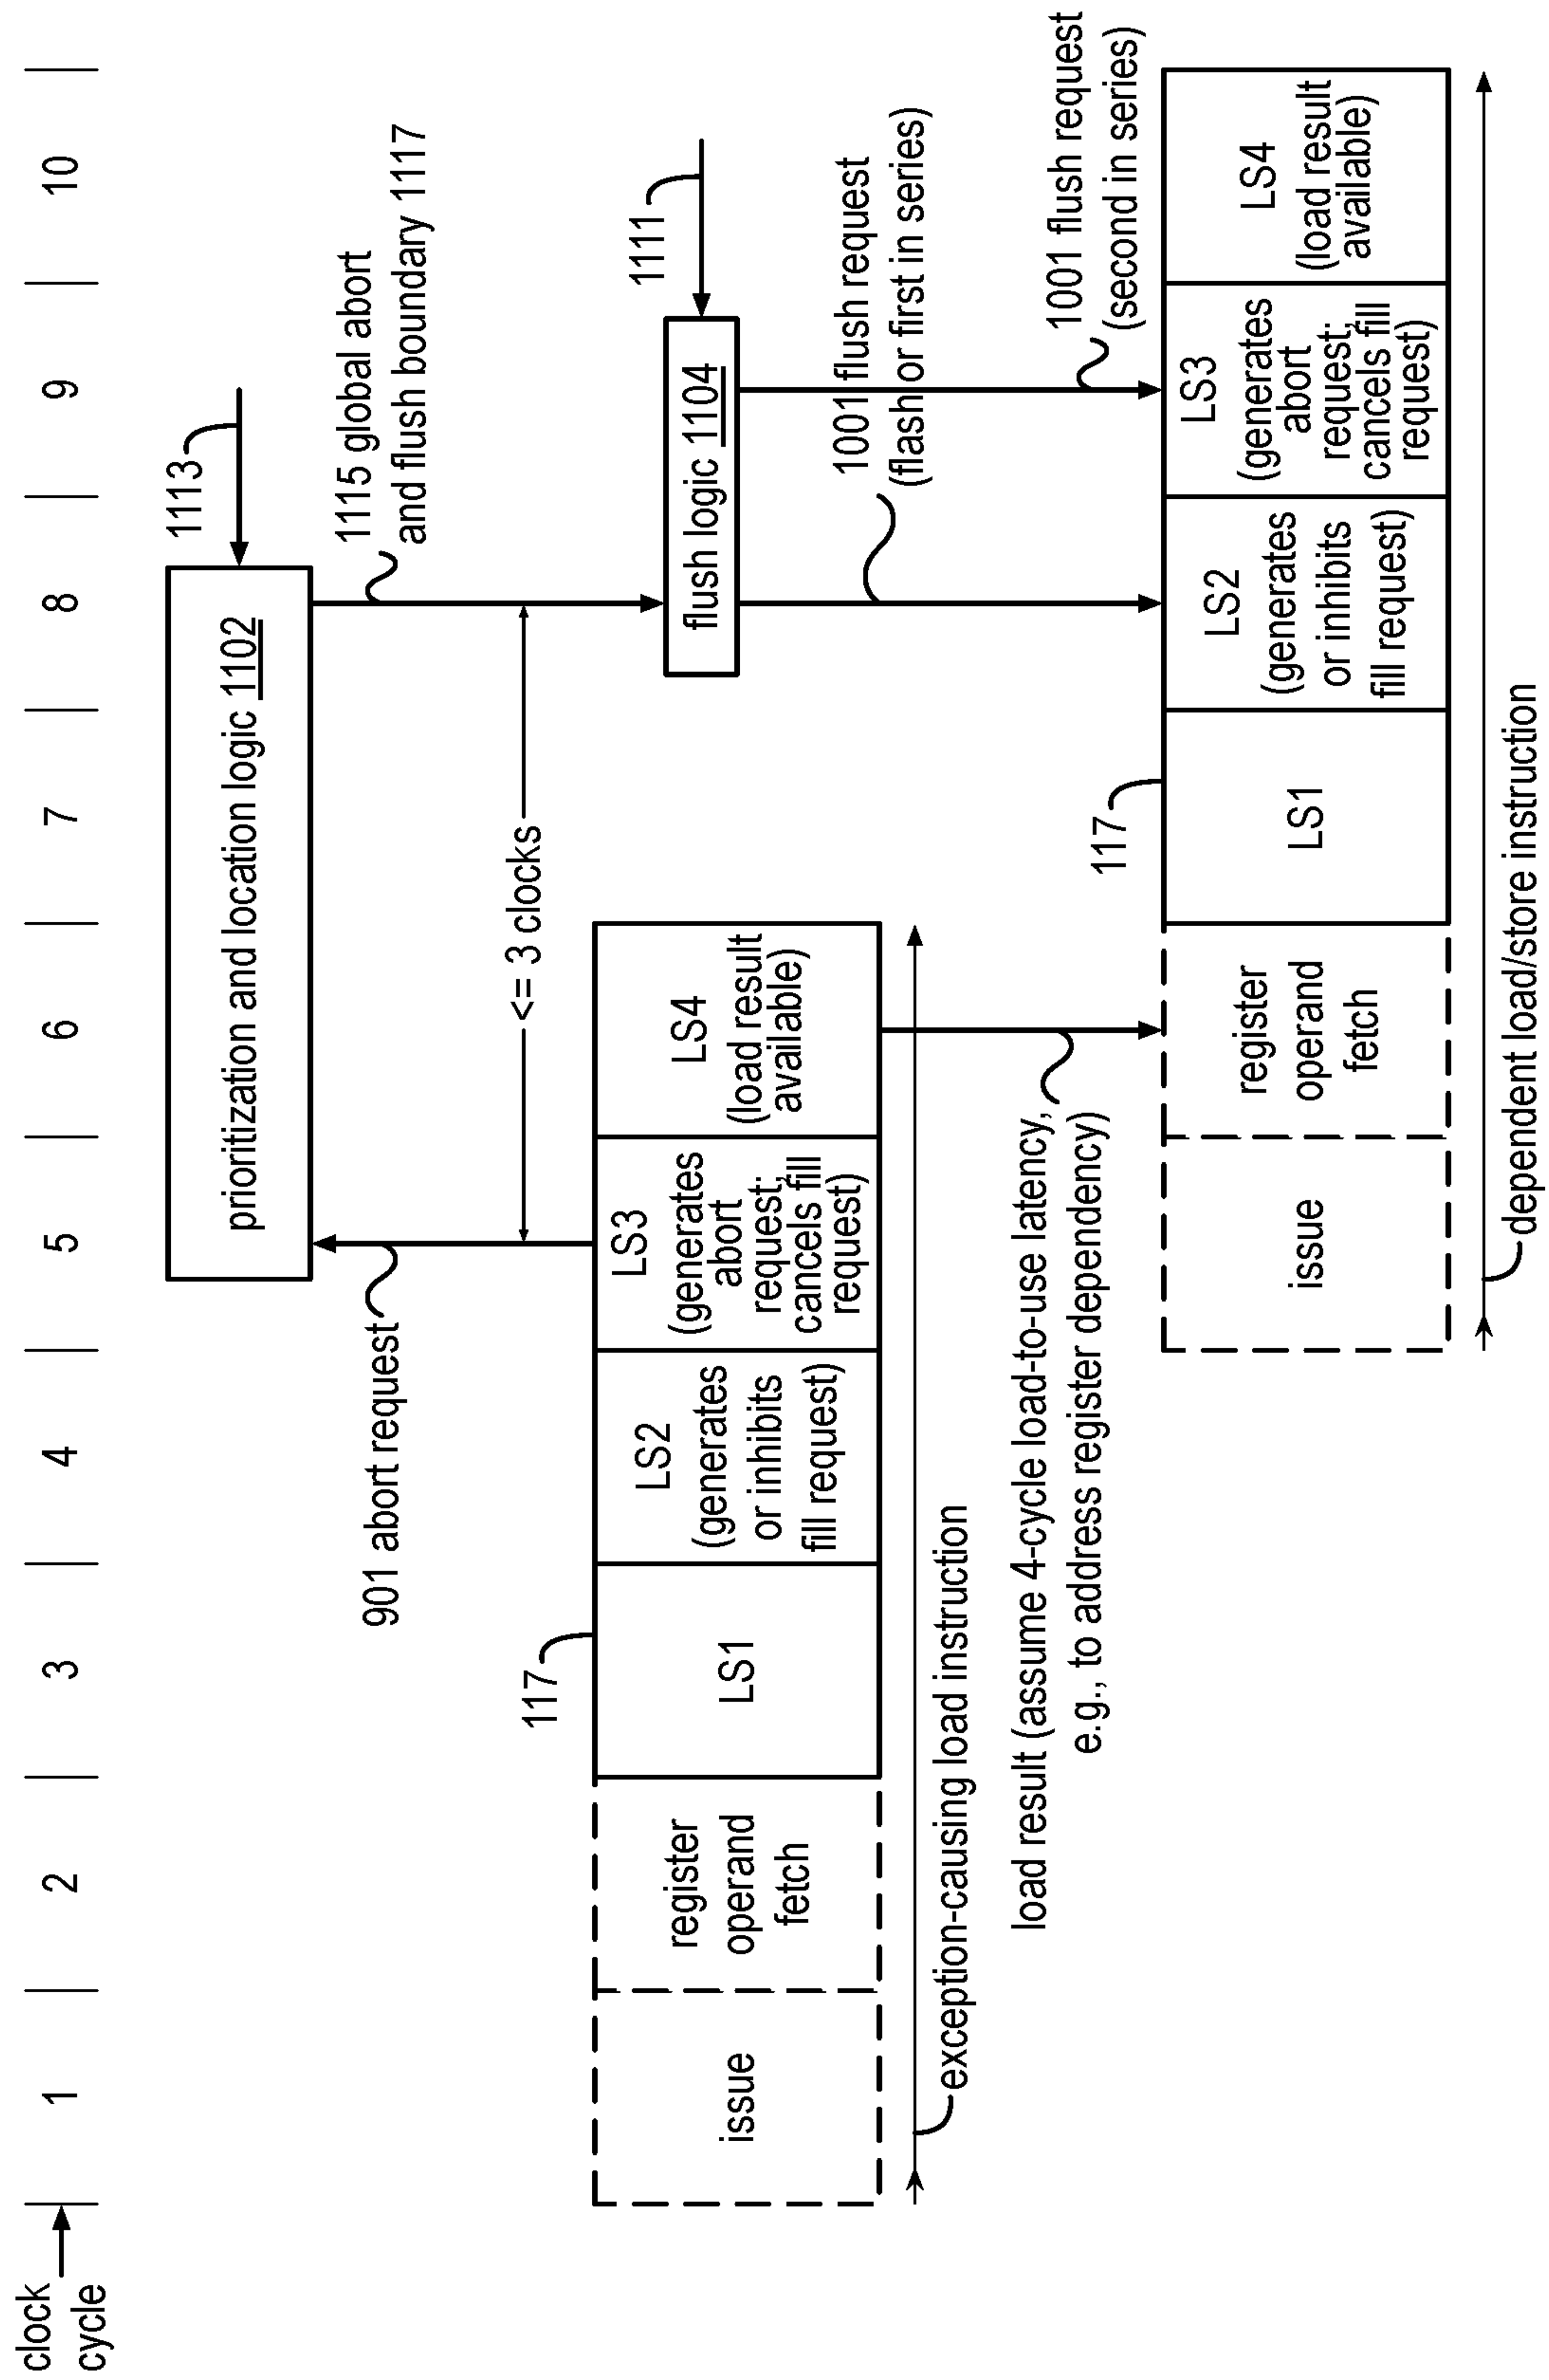 clock
cycle
1
2
3
4
5
6
7
8
9
10
prioritization and location logic 1102
1113
901 abort request
1115 global abort
and flush boundary 1117
<= 3 clocks
117
issue
register
operand
fetch
LS1
LS2
(generates
or inhibits
fill request)
LS3
(generates
abort
request;
cancels fill
request)
LS4
(load result
available)
exception-causing load instruction
flush logic 1104
1111
1001 flush request
(flash or first in series)
1001 flush request
(second in series)
load result (assume 4-cycle load-to-use latency,
e.g., to address register dependency)
117
issue
register
operand
fetch
LS1
LS2
(generates
or inhibits
fill request)
LS3
(generates
abort
request;
cancels fill
request)
LS4
(load result
available)
dependent load/store instruction